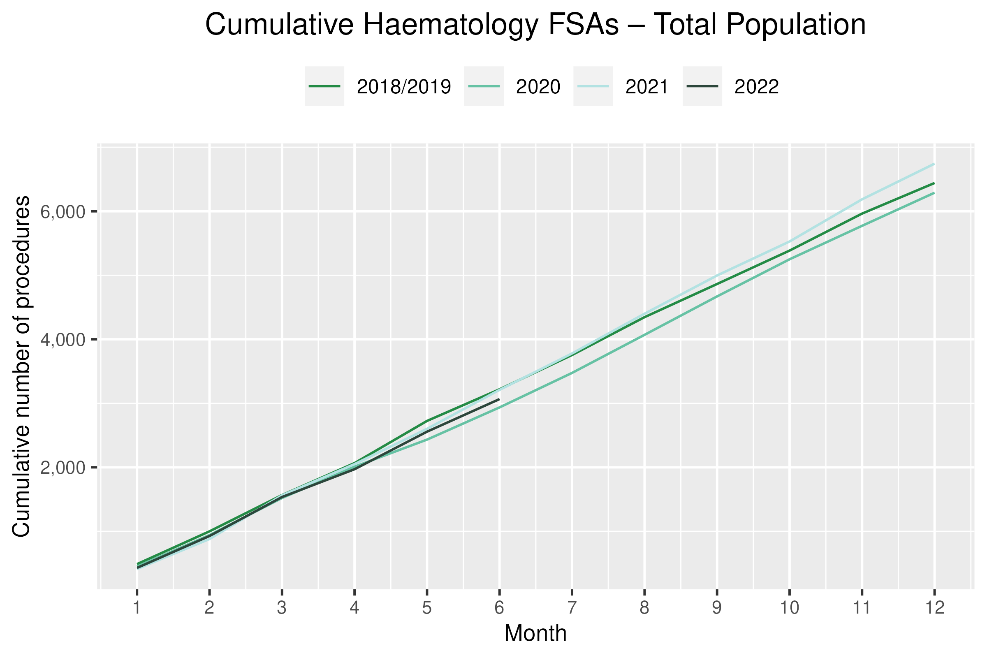 Cumulative Haematology FSAs – Total Population
2018/2019 2020 2021 2022
Cumulative number of procedures
6,000
4,000
2,000
1 2 3 4 5 6 7 8 9 10 11 12
Month